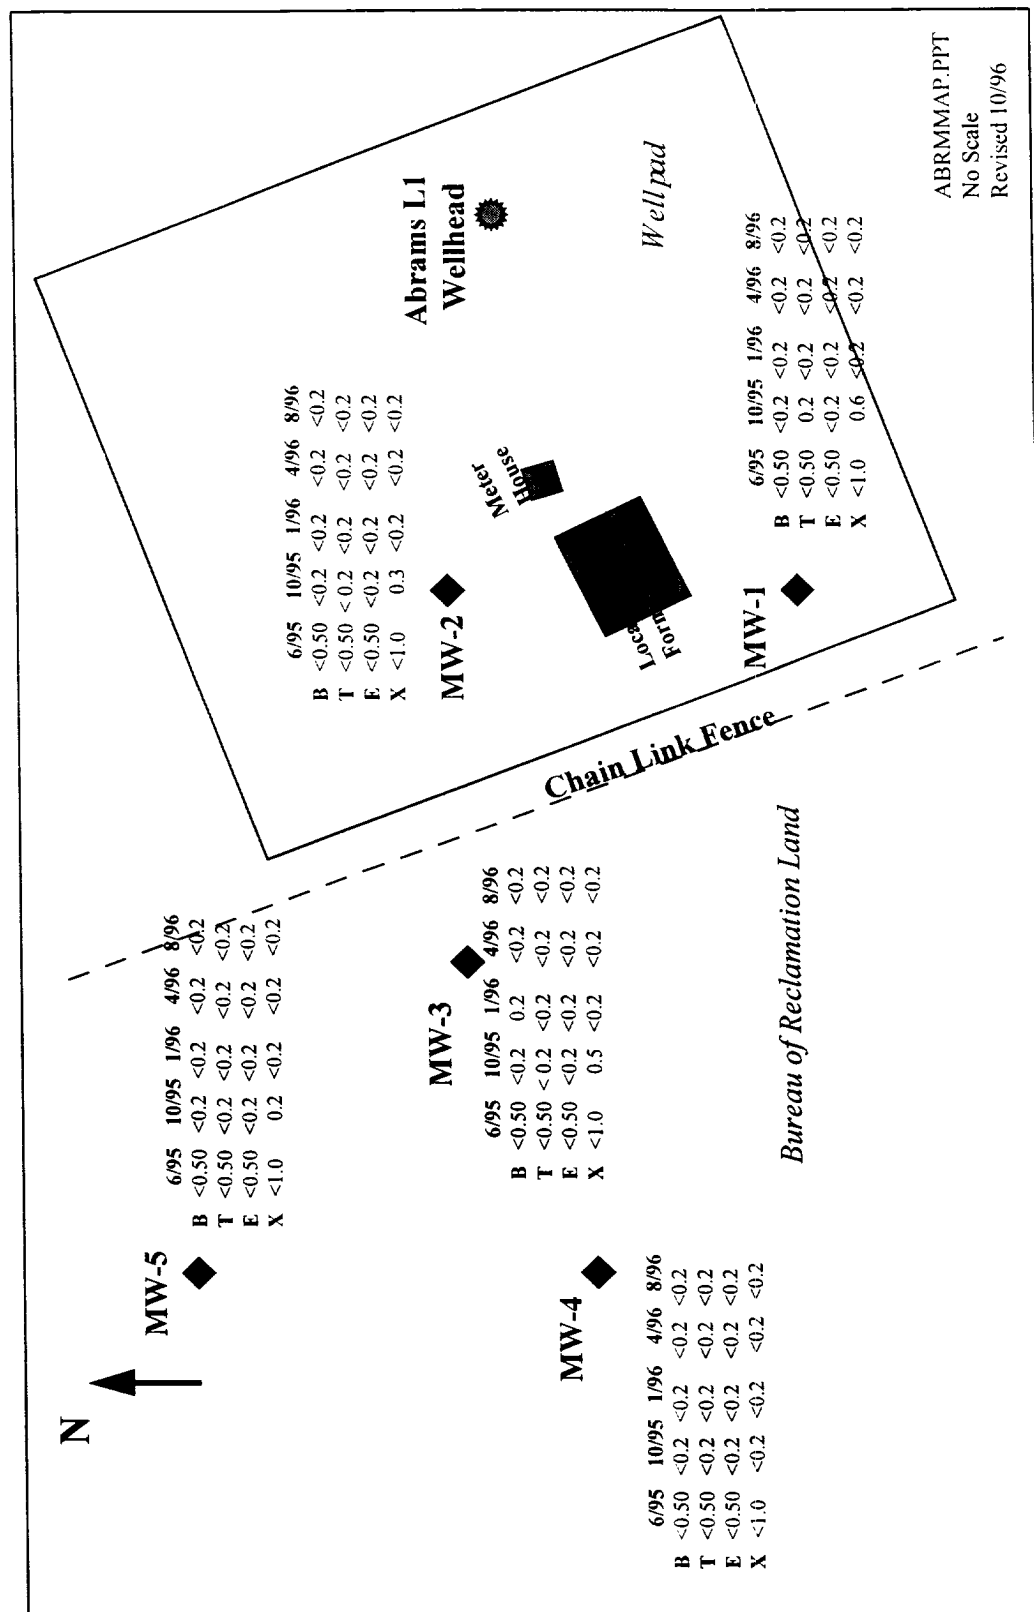 N
MW-5
6/95 10/95 1/96 4/96 8/96
B <0.50 <0.2 <0.2 <0.2 <0.2
T <0.50 <0.2 <0.2 <0.2 <0.2
E <0.50 <0.2 <0.2 <0.2 <0.2
X <1.0 0.2 <0.2 <0.2 <0.2
MW-2
6/95 10/95 1/96 4/96 8/96
B <0.50 <0.2 <0.2 <0.2 <0.2
T <0.50 < 0.2 <0.2 <0.2 <0.2
E <0.50 <0.2 <0.2 <0.2 <0.2
X <1.0 0.3 <0.2 <0.2 <0.2
Abrams L1
Wellhead
Meter
House
MW-3
6/95 10/95 1/96 4/96 8/96
B <0.50 <0.2 0.2 <0.2 <0.2
T <0.50 < 0.2 <0.2 <0.2 <0.2
E <0.50 <0.2 <0.2 <0.2 <0.2
X <1.0 0.5 <0.2 <0.2 <0.2
Chain Link Fence
Wellpad
MW-4
6/95 10/95 1/96 4/96 8/96
B <0.50 <0.2 <0.2 <0.2 <0.2
T <0.50 <0.2 <0.2 <0.2 <0.2
E <0.50 <0.2 <0.2 <0.2 <0.2
X <1.0 <0.2 <0.2 <0.2 <0.2
MW-1
6/95 10/95 1/96 4/96 8/96
B <0.50 <0.2 <0.2 <0.2 <0.2
T <0.50 0.2 <0.2 <0.2 <0.2
E <0.50 <0.2 <0.2 <0.2 <0.2
X <1.0 0.6 <0.2 <0.2 <0.2
Bureau of Reclamation Land
ABRMMAP.PPT
No Scale
Revised 10/96